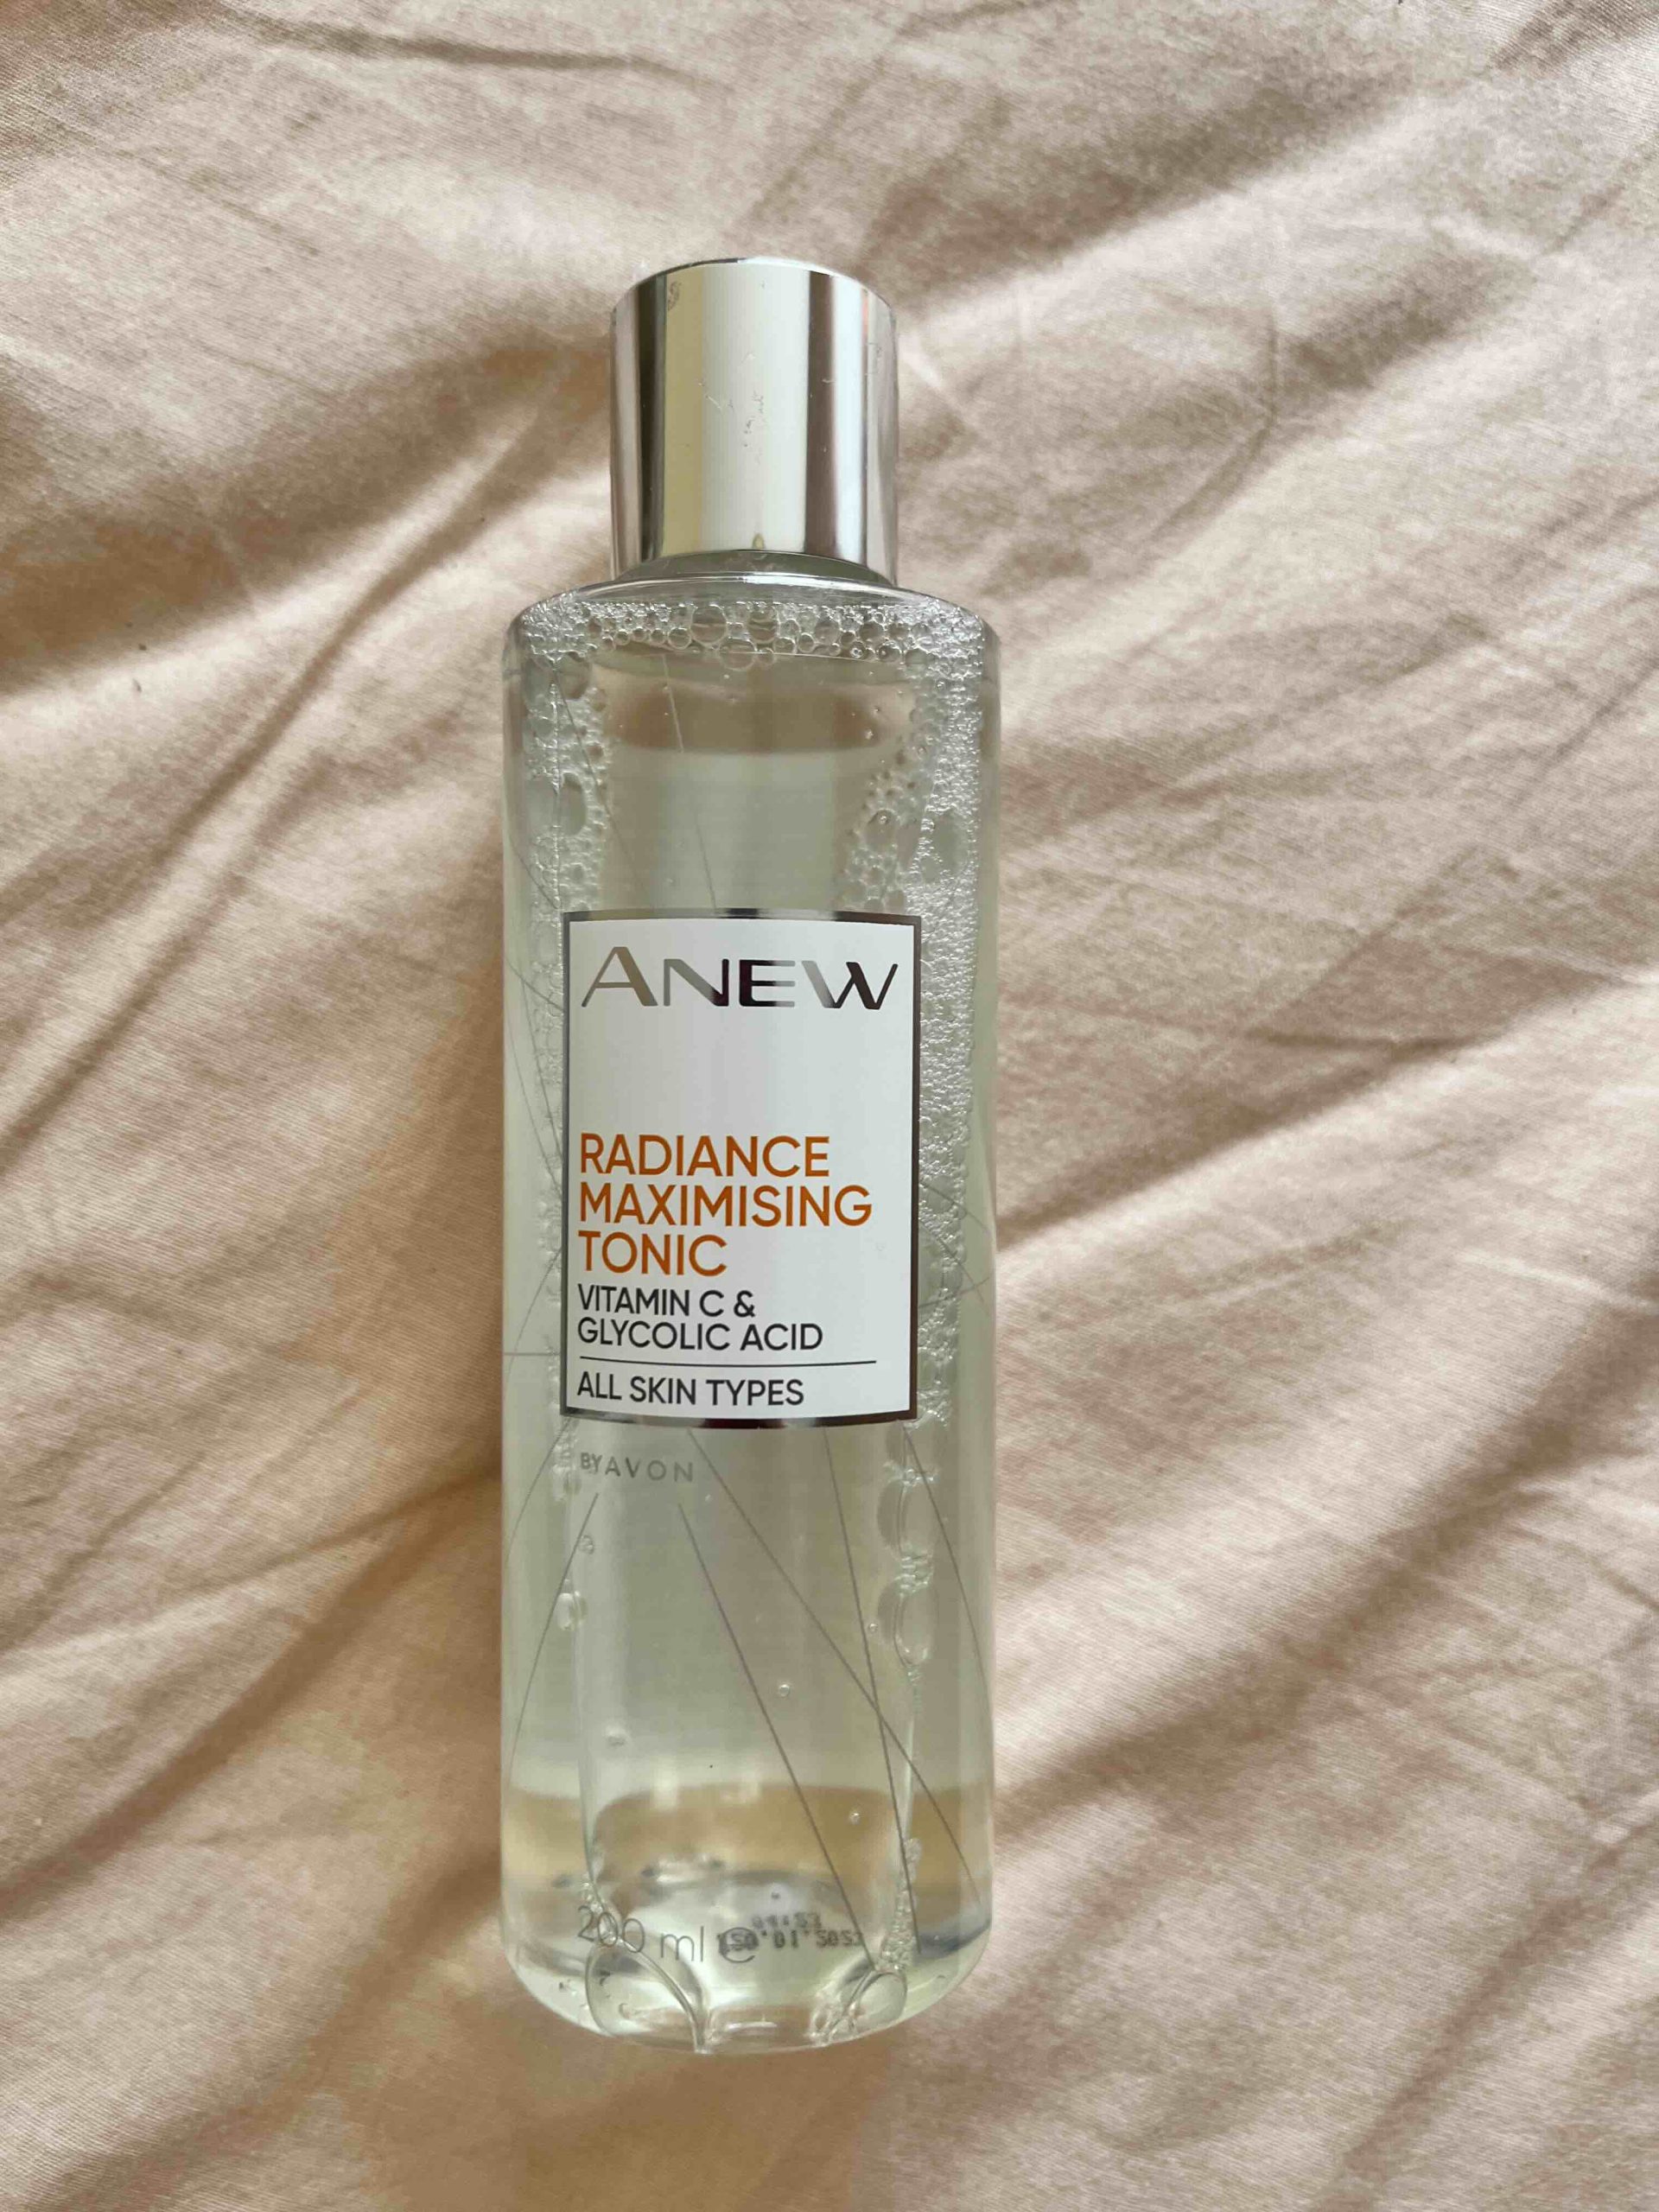 ANEW
RADIANCE
MAXIMISING
TONIC
VITAMIN C &
GLYCOLIC ACID
ALL SKIN TYPES
BY AVON
200 ml